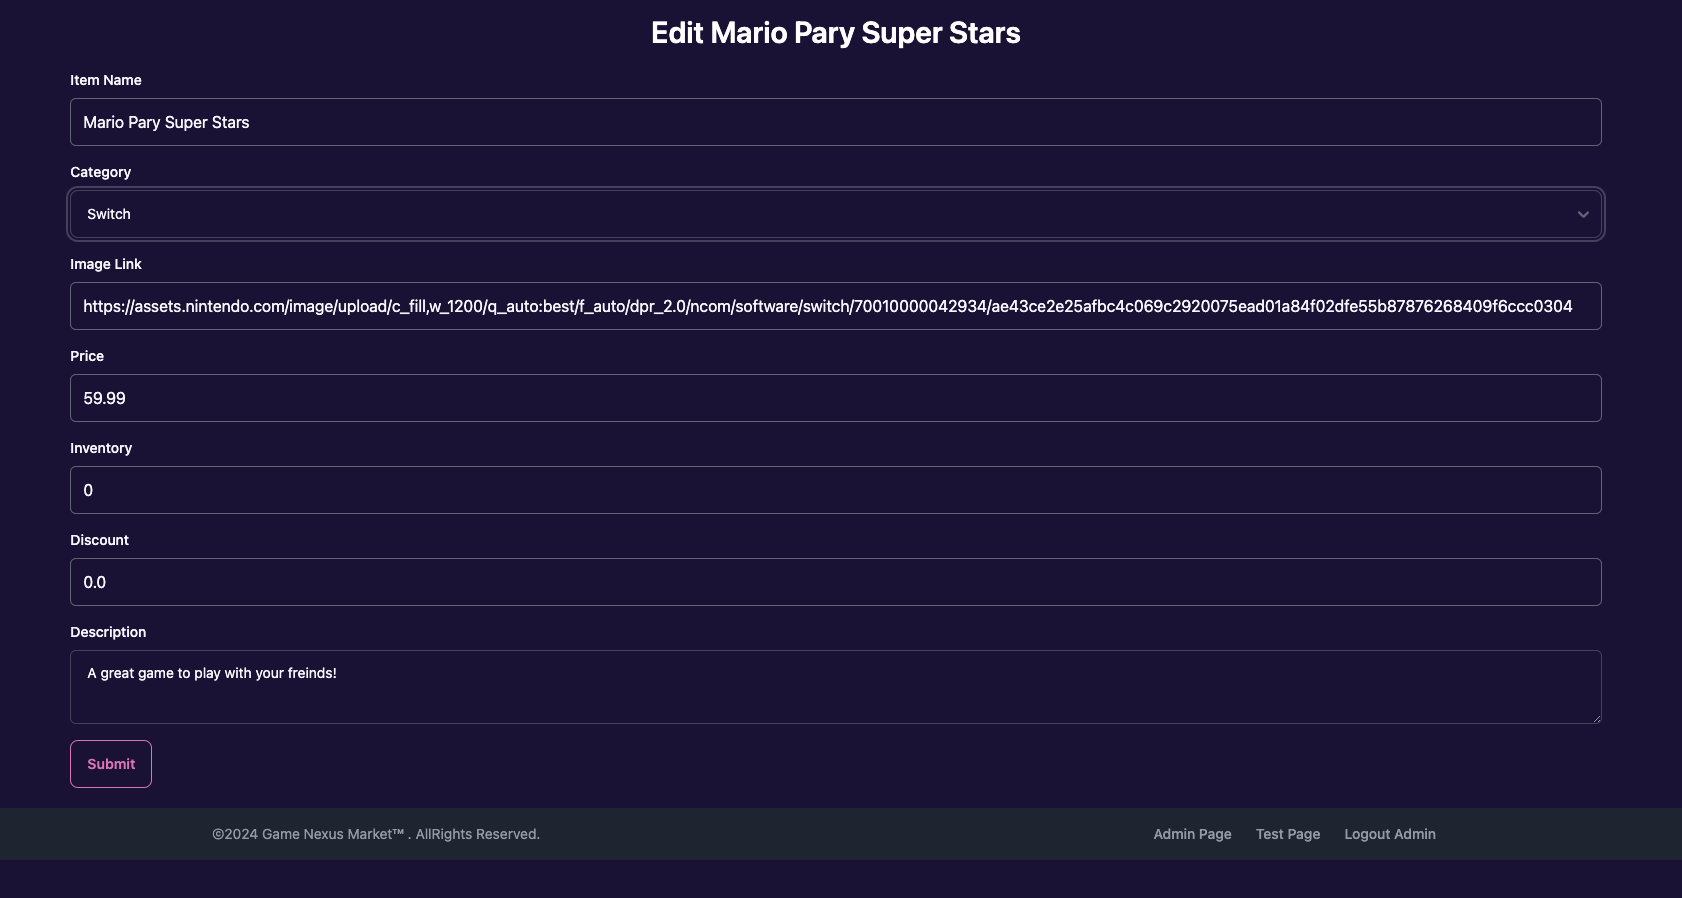 Edit Mario Pary Super Stars
Item Name
Mario Pary Super Stars
Category
Switch
Image Link
https://assets.nintendo.com/image/upload/c_fill,w_1200/q_auto:best/f_auto/dpr_2.0/ncom/software/switch/70010000042934/ae43ce2e25afbc4c069c2920075ead01a84f02dfe55b87876268409f6ccc0304
Price
59.99
Inventory
0
Discount
0.0
Description
A great game to play with your freinds!
Submit
©2024 Game Nexus Market™ . AllRights Reserved.
Admin Page Test Page Logout Admin